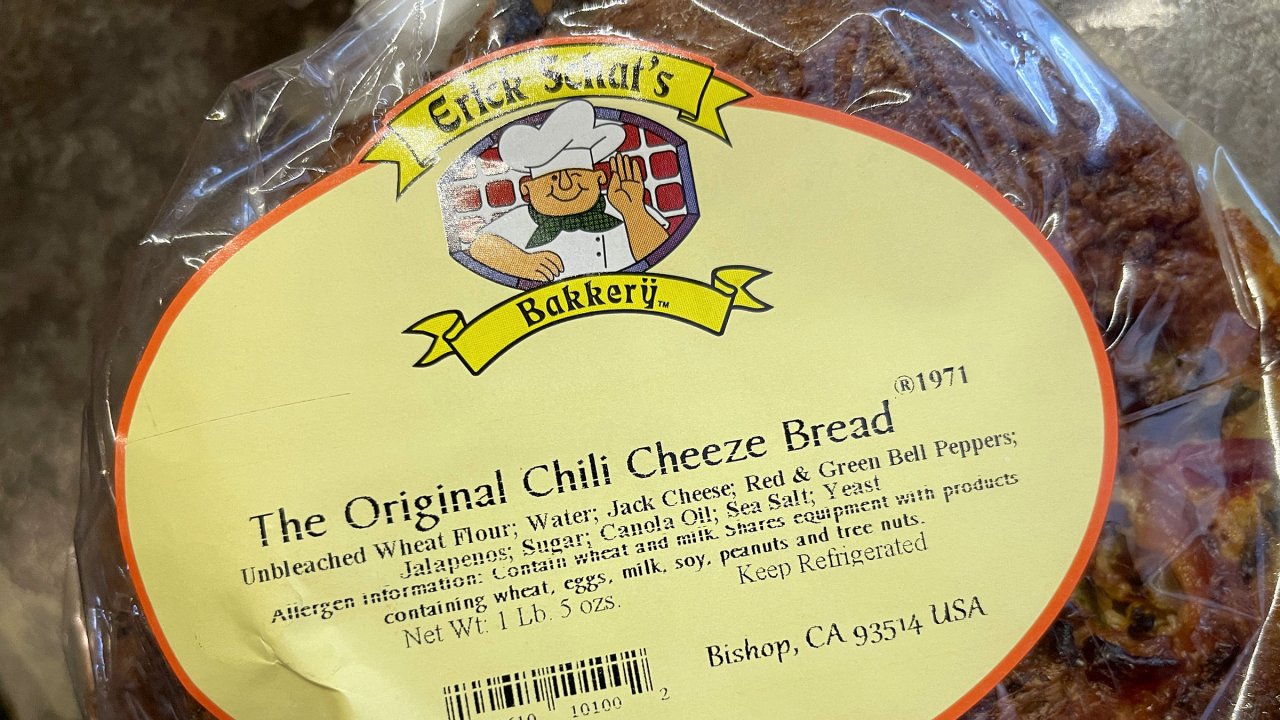 Erick Schat's
Bakkerÿ™
The Original Chili Cheeze Bread ®1971
Unbleached Wheat Flour; Water; Jack Cheese; Red & Green Bell Peppers;
Jalapenos; Sugar; Canola Oil; Sea Salt; Yeast
Allergen Information: Contain wheat and milk. Shares equipment with products
containing wheat, eggs, milk, soy, peanuts and tree nuts.
Net Wt: 1 Lb. 5 ozs.
Keep Refrigerated
Bishop, CA 93514 USA
10100 2